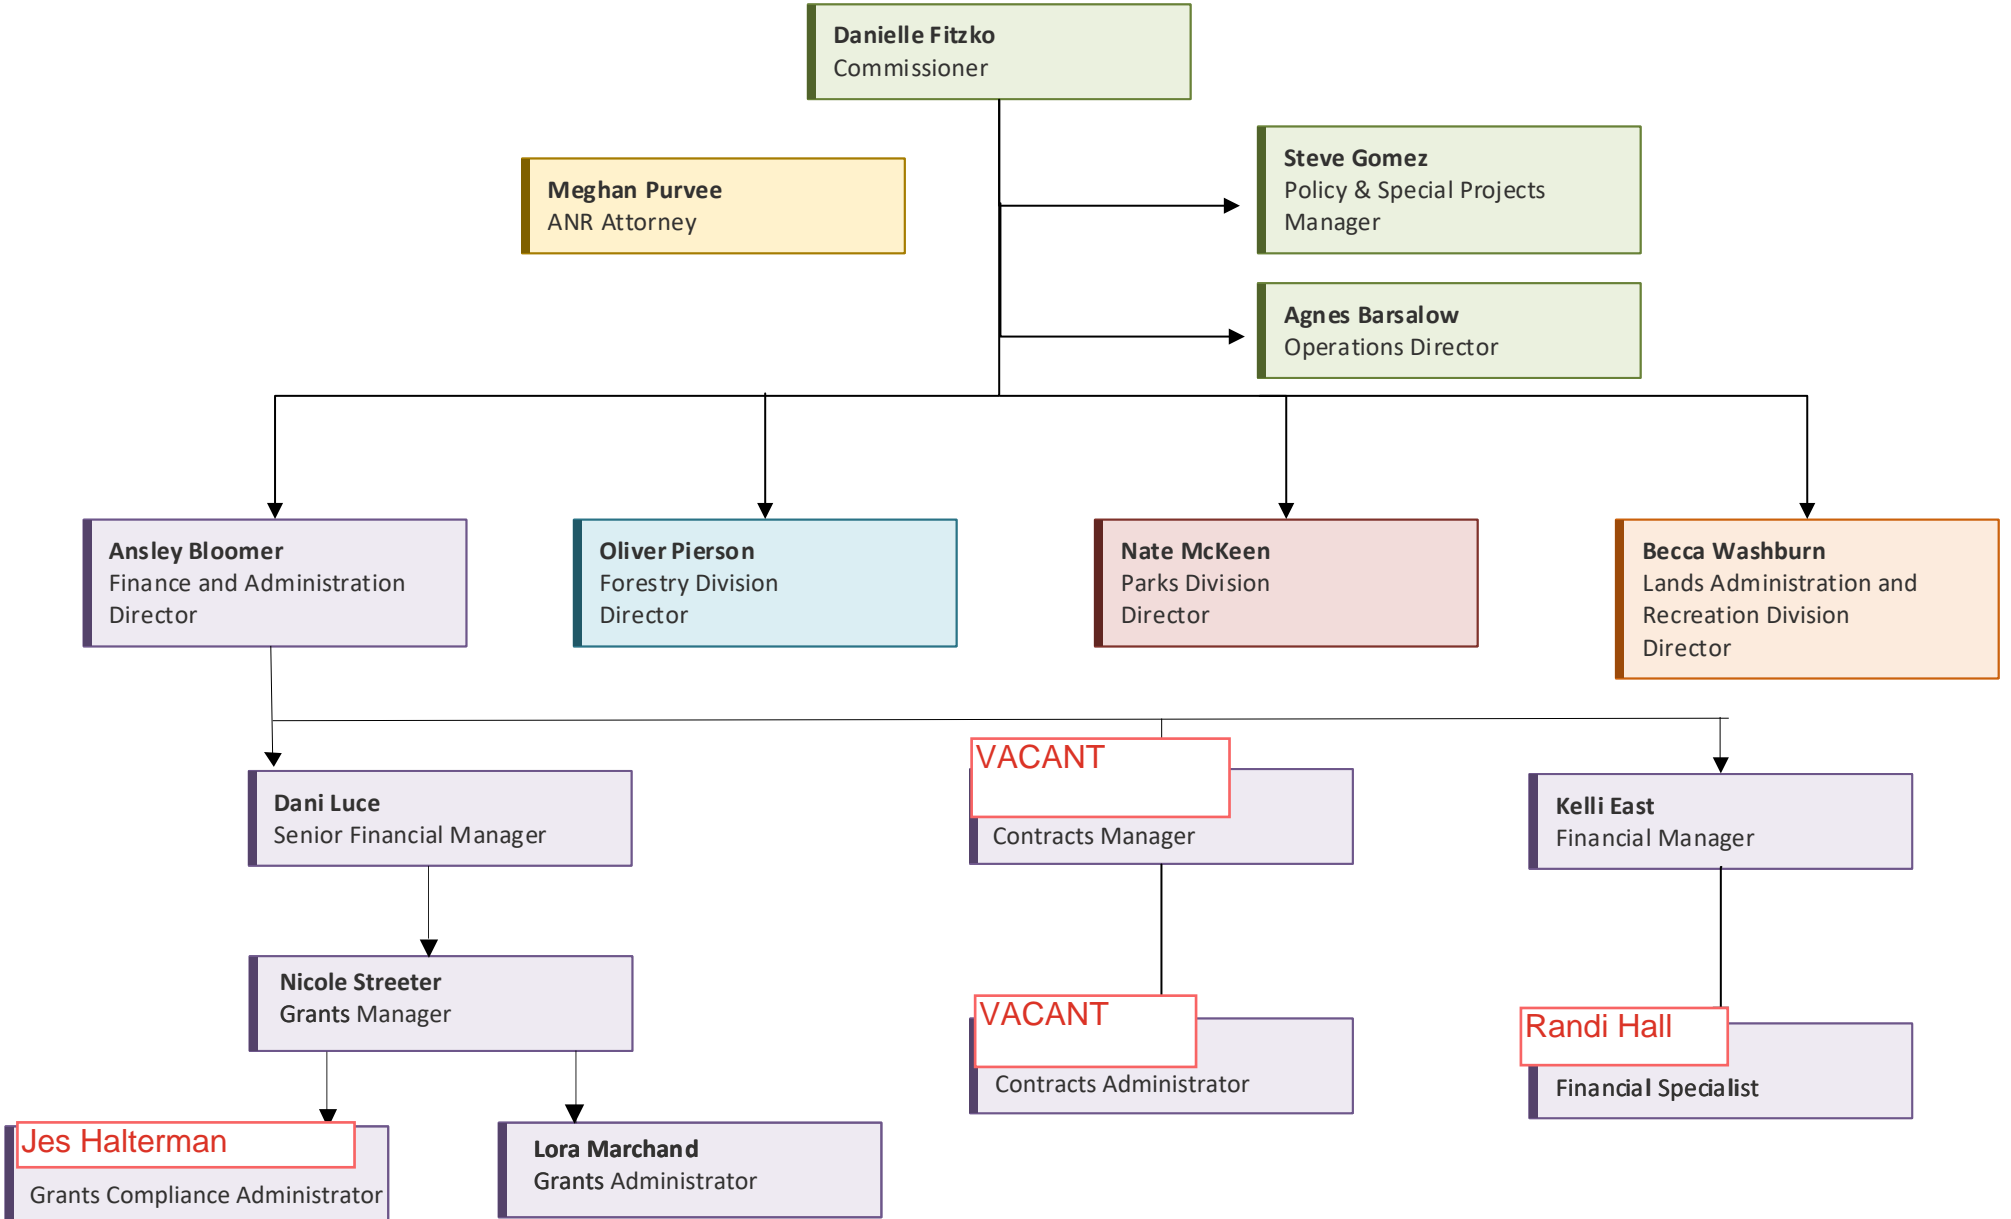 Danielle Fitzko
Commissioner
Meghan Purvee
ANR Attorney
Steve Gomez
Policy & Special Projects
Manager
Agnes Barsalow
Operations Director
Ansley Bloomer
Finance and Administration
Director
Oliver Pierson
Forestry Division
Director
Nate McKeen
Parks Division
Director
Becca Washburn
Lands Administration and
Recreation Division
Director
Dani Luce
Senior Financial Manager
VACANT
Contracts Manager
Kelli East
Financial Manager
Nicole Streeter
Grants Manager
VACANT
Contracts Administrator
Randi Hall
Financial Specialist
Jes Halterman
Grants Compliance Administrator
Lora Marchand
Grants Administrator